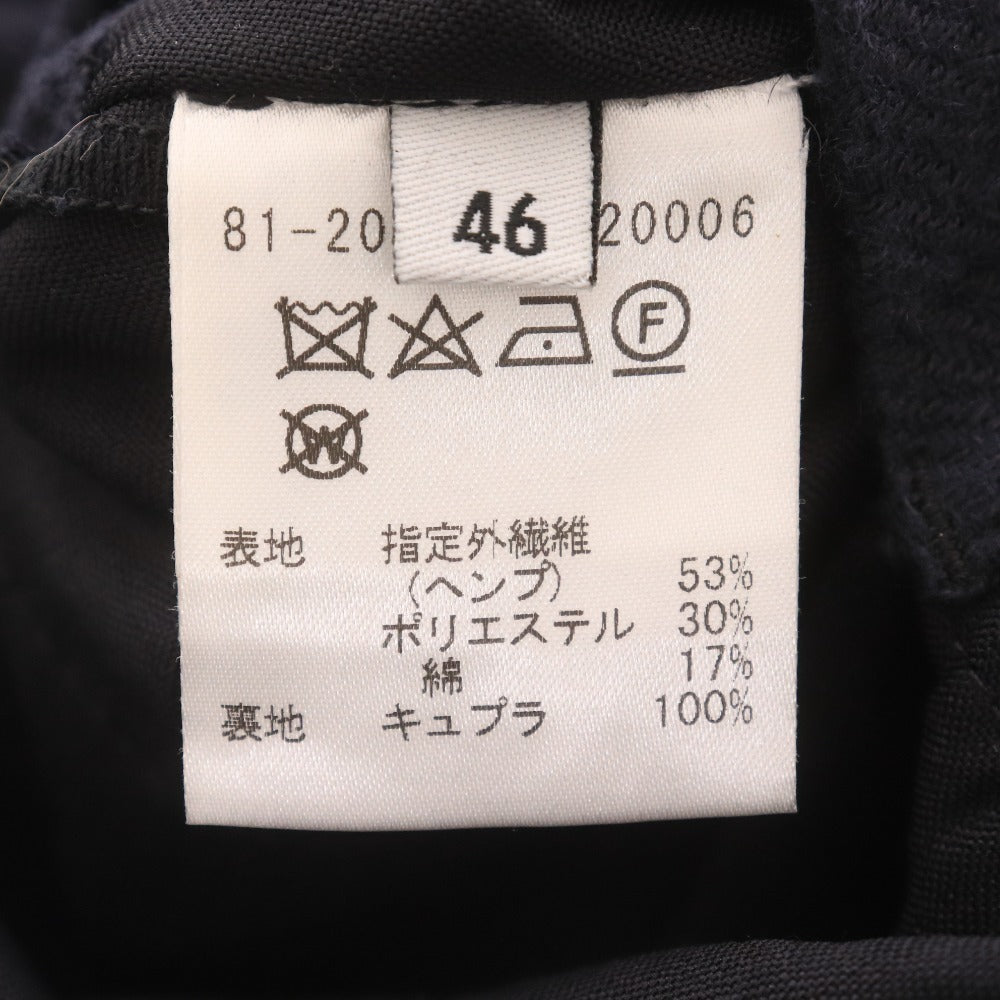 81-20 46 20006
F
W
表地 指定外繊維
(ヘンプ) 53%
ポリエステル 30%
綿 17%
裏地 キュプラ 100%